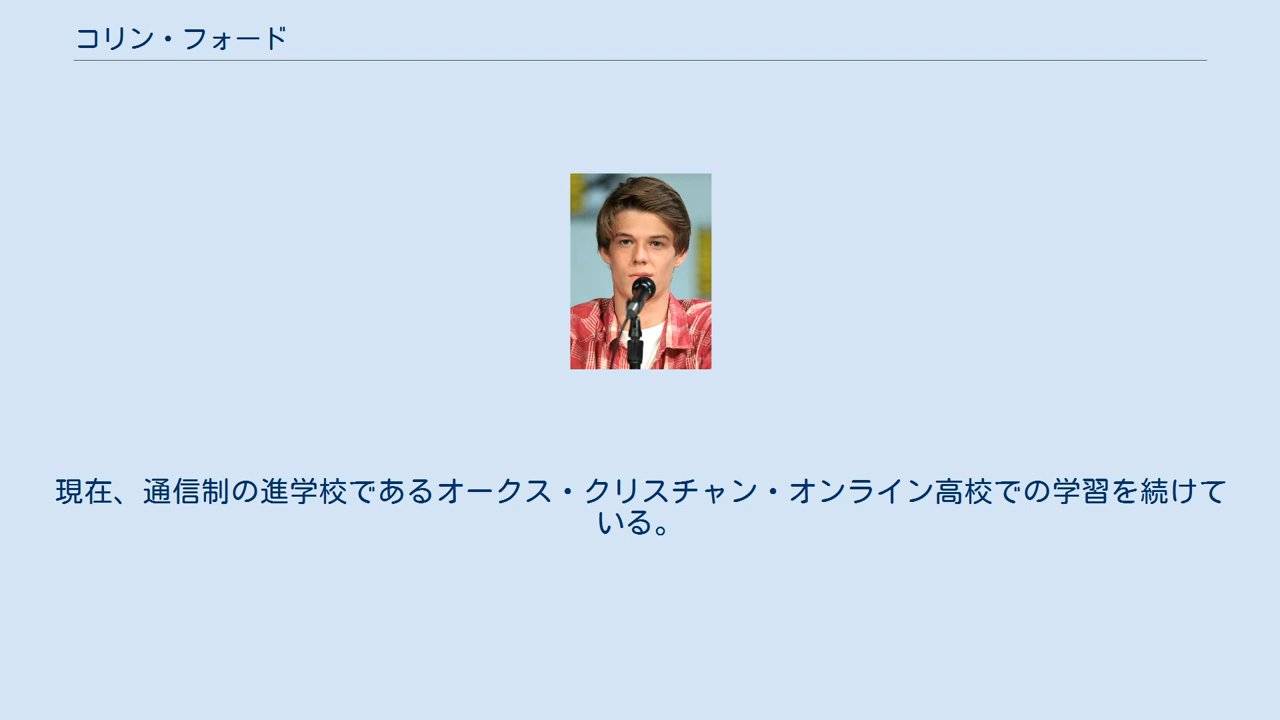 コリン・フォード
現在、通信制の進学校であるオークス・クリスチャン・オンライン高校での学習を続けて
いる。